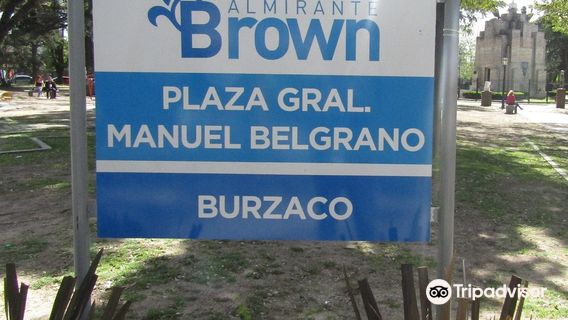 ALMIRANTE
Brown
PLAZA GRAL.
MANUEL BELGRANO
BURZACO
Tripadvisor